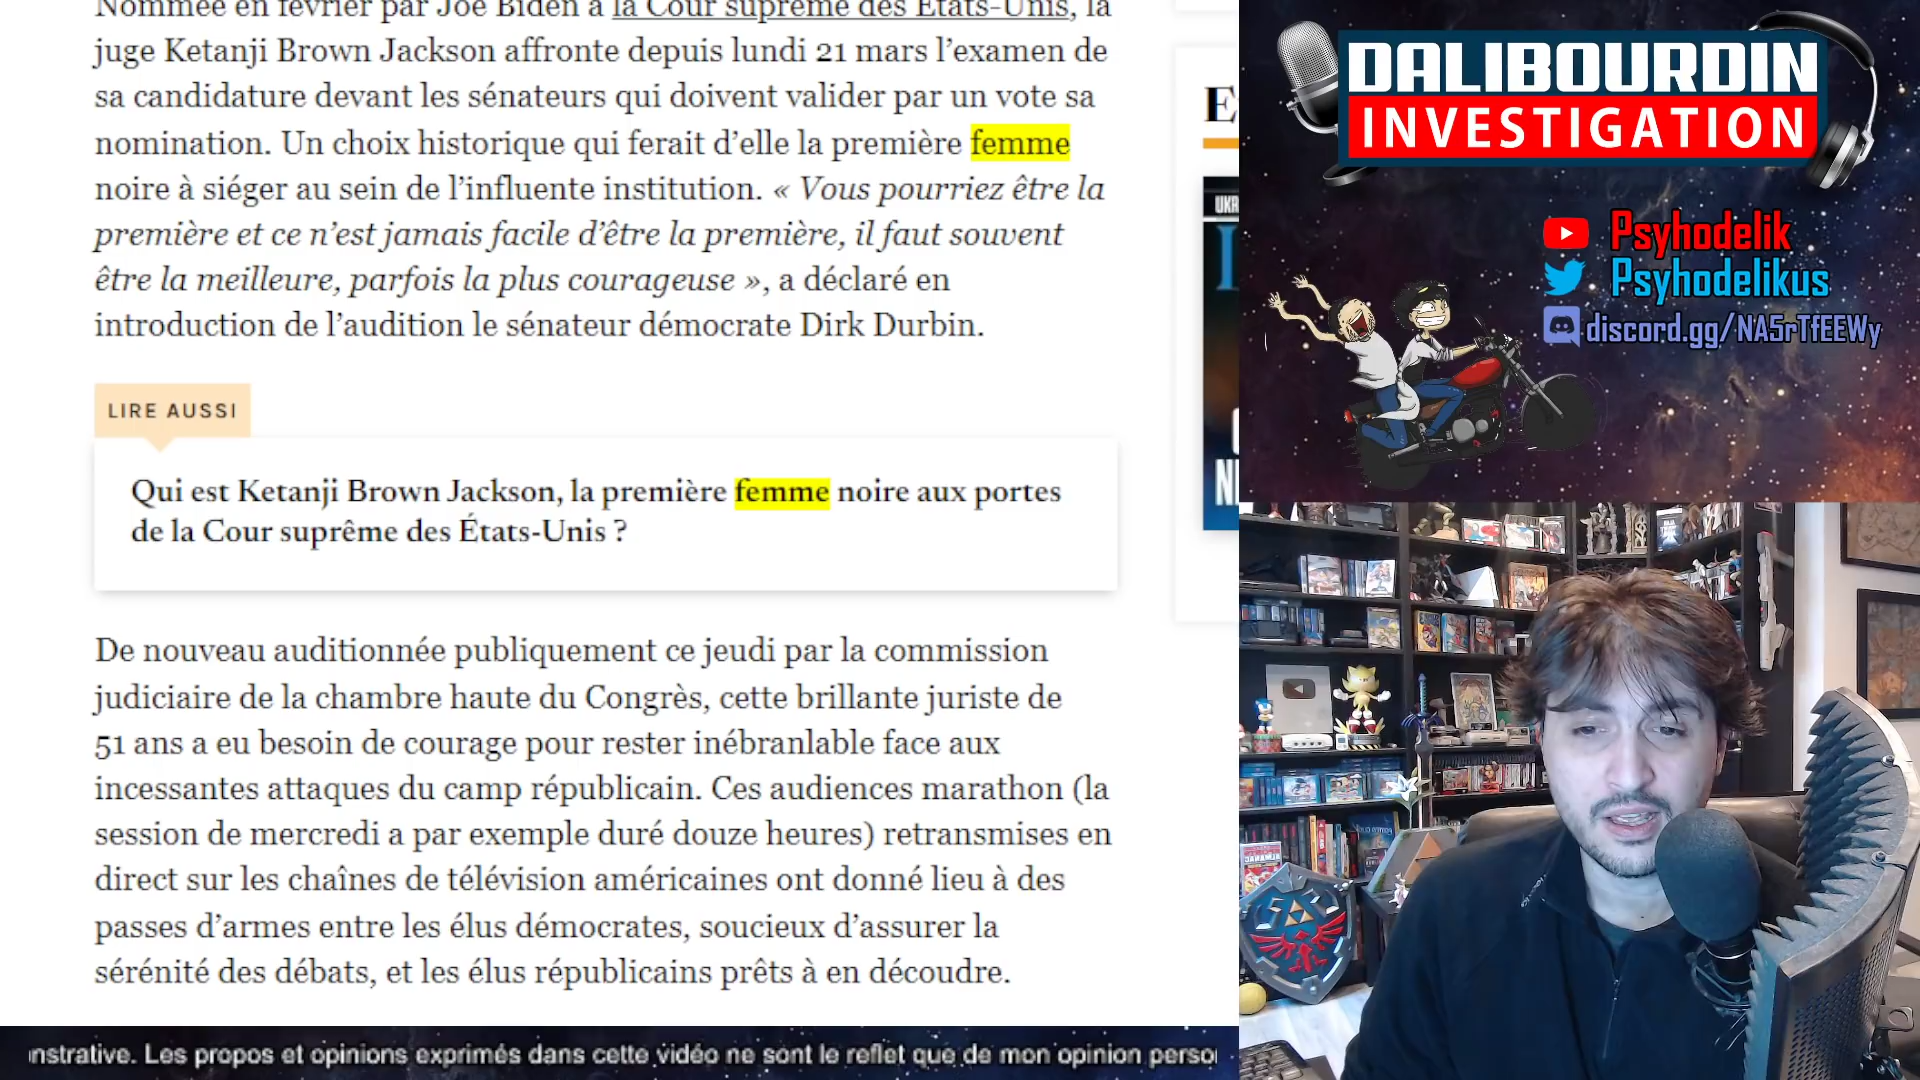 Nommée en février par Joe Biden à la Cour suprême des États-Unis, la
juge Ketanji Brown Jackson affronte depuis lundi 21 mars l’examen de
sa candidature devant les sénateurs qui doivent valider par un vote sa
nomination. Un choix historique qui ferait d’elle la première femme
noire à siéger au sein de l’influente institution. « Vous pourriez être la
première et ce n’est jamais facile d’être la première, il faut souvent
être la meilleure, parfois la plus courageuse », a déclaré en
introduction de l’audition le sénateur démocrate Dirk Durbin.
LIRE AUSSI
Qui est Ketanji Brown Jackson, la première femme noire aux portes
de la Cour suprême des États-Unis ?
De nouveau auditionnée publiquement ce jeudi par la commission
judiciaire de la chambre haute du Congrès, cette brillante juriste de
51 ans a eu besoin de courage pour rester inébranlable face aux
incessantes attaques du camp républicain. Ces audiences marathon (la
session de mercredi a par exemple duré douze heures) retransmises en
direct sur les chaînes de télévision américaines ont donné lieu à des
passes d’armes entre les élus démocrates, soucieux d’assurer la
sérénité des débats, et les élus républicains prêts à en découdre.
E
UKR
DALIBOURDIN
INVESTIGATION
Psyhodelik
Psyhodelikus
discord.gg/NA5rTfEEWy
nstrative. Les propos et opinions exprimés dans cette vidéo ne sont le reflet que de mon opinion perso